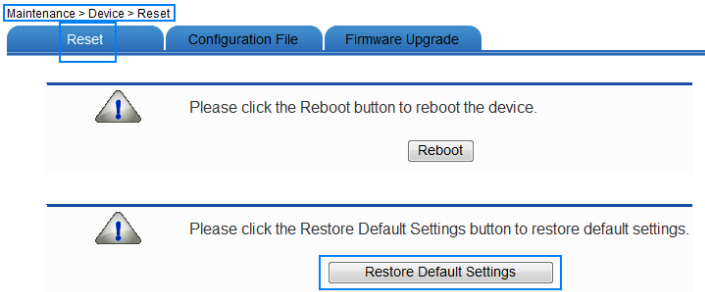 Maintenance > Device > Reset
Reset Configuration File Firmware Upgrade
Please click the Reboot button to reboot the device.
Reboot
Please click the Restore Default Settings button to restore default settings.
Restore Default Settings